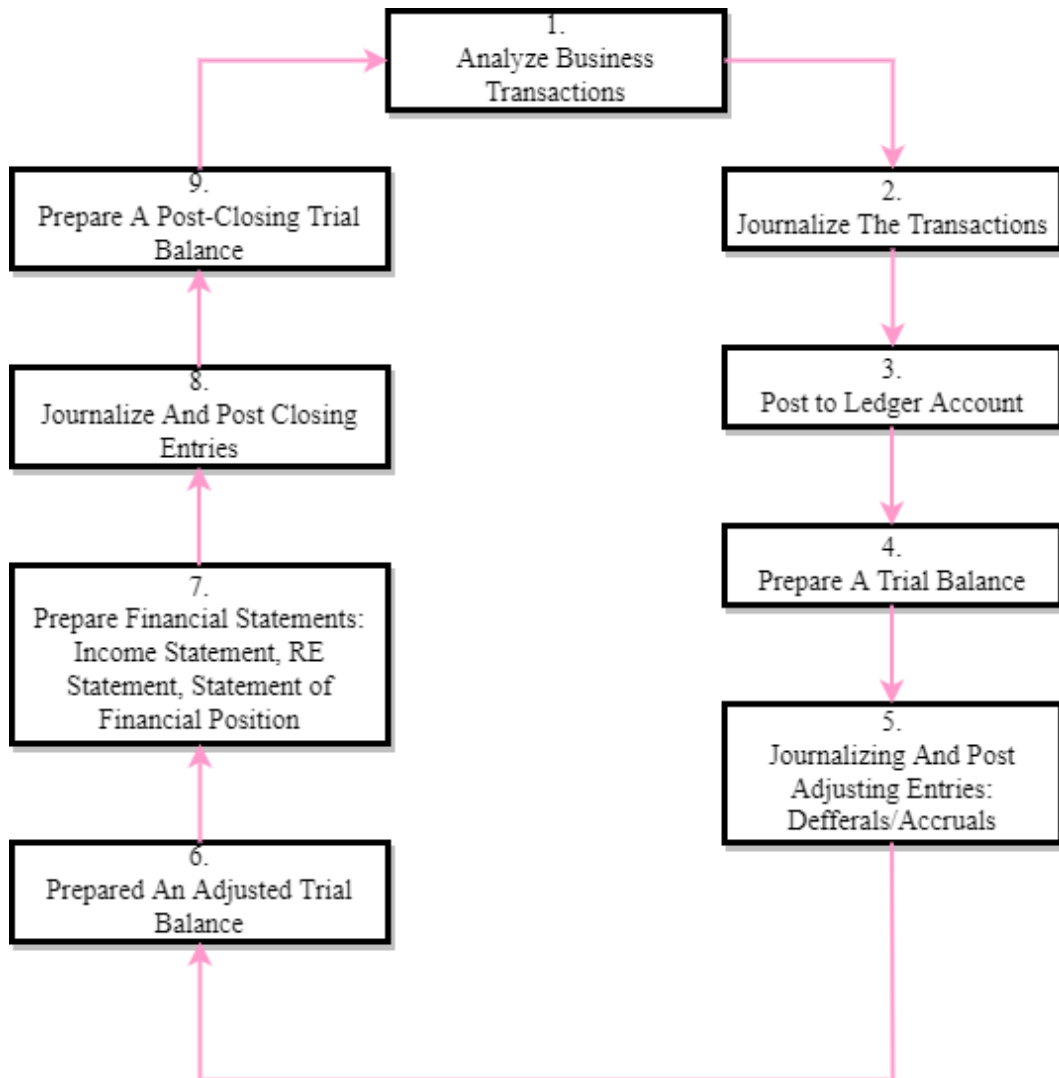 1.
Analyze Business
Transactions
2.
Journalize The Transactions
3.
Post to Ledger Account
4.
Prepare A Trial Balance
5.
Journalizing And Post
Adjusting Entries:
Defferals/Accruals
6.
Prepared An Adjusted Trial
Balance
7.
Prepare Financial Statements:
Income Statement, RE
Statement, Statement of
Financial Position
8.
Journalize And Post Closing
Entries
9.
Prepare A Post-Closing Trial
Balance